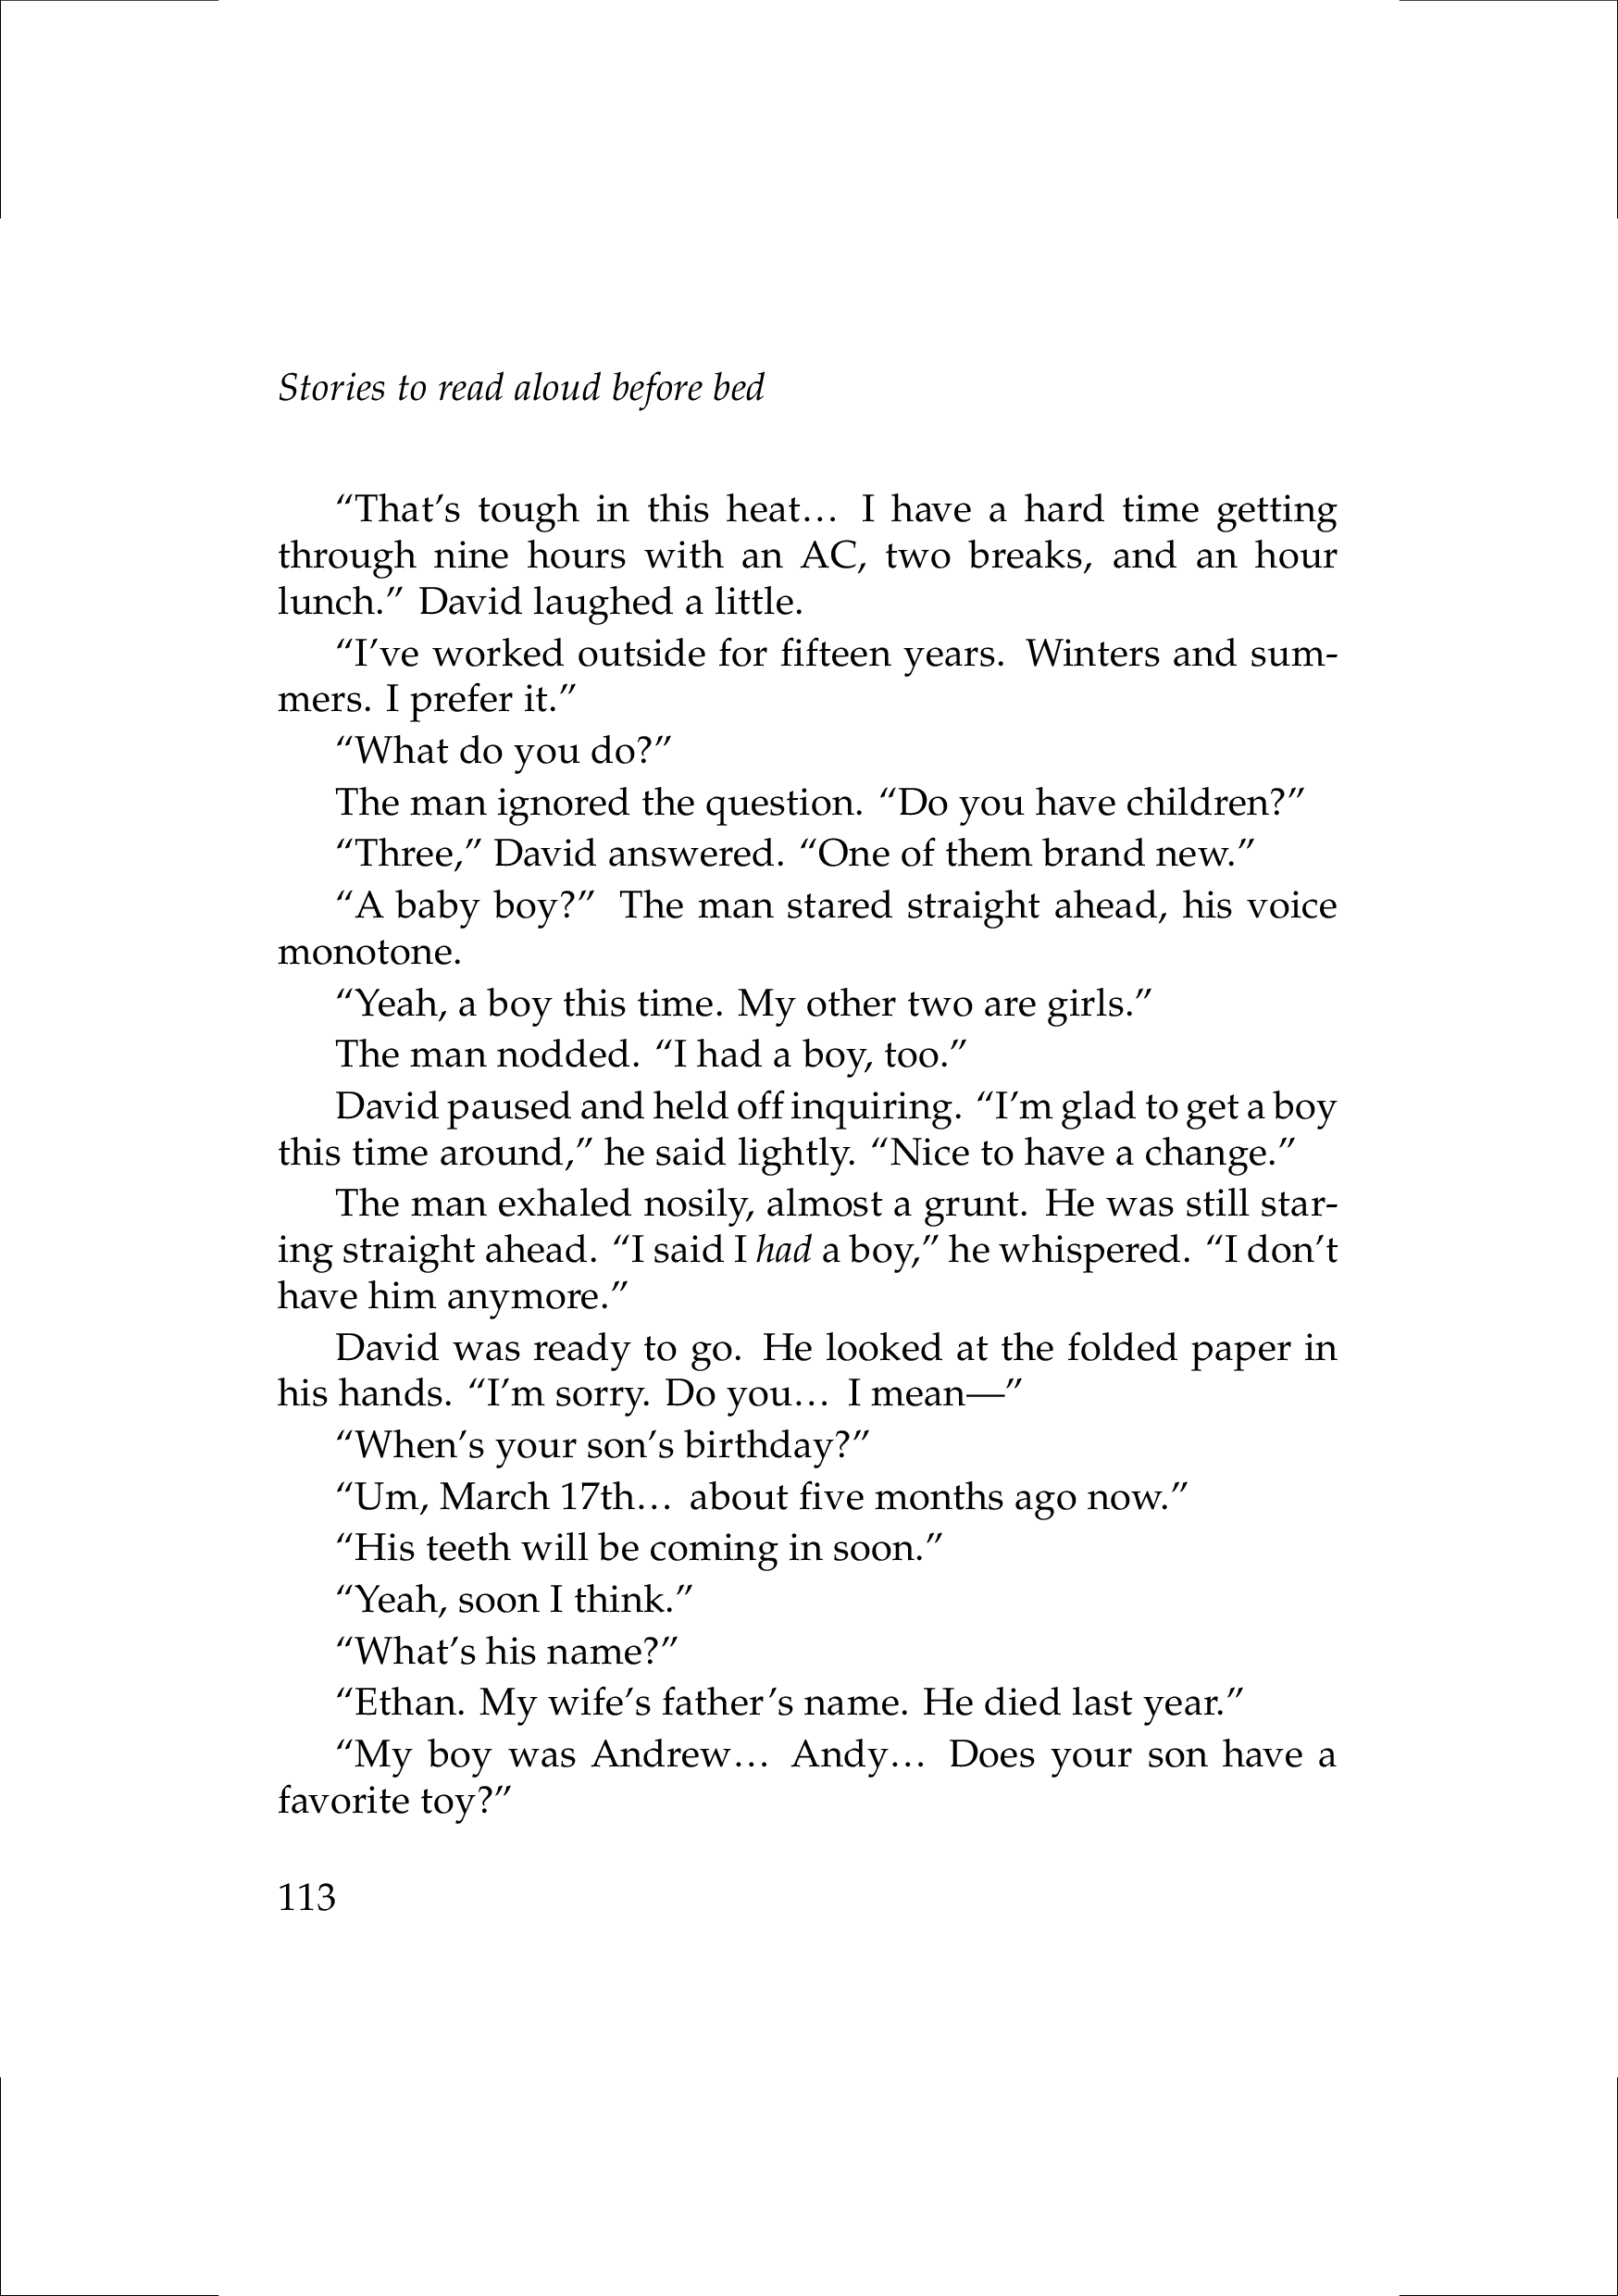 Stories to read aloud before bed
“That’s tough in this heat… I have a hard time getting
through nine hours with an AC, two breaks, and an hour
lunch.” David laughed a little.
“I’ve worked outside for fifteen years. Winters and sum-
mers. I prefer it.”
“What do you do?”
The man ignored the question. “Do you have children?”
“Three,” David answered. “One of them brand new.”
“A baby boy?” The man stared straight ahead, his voice
monotone.
“Yeah, a boy this time. My other two are girls.”
The man nodded. “I had a boy, too.”
David paused and held off inquiring. “I’m glad to get a boy
this time around,” he said lightly. “Nice to have a change.”
The man exhaled nosily, almost a grunt. He was still star-
ing straight ahead. “I said I had a boy,” he whispered. “I don’t
have him anymore.”
David was ready to go. He looked at the folded paper in
his hands. “I’m sorry. Do you… I mean—”
“When’s your son’s birthday?”
“Um, March 17th… about five months ago now.”
“His teeth will be coming in soon.”
“Yeah, soon I think.”
“What’s his name?”
“Ethan. My wife’s father’s name. He died last year.”
“My boy was Andrew… Andy… Does your son have a
favorite toy?”
113